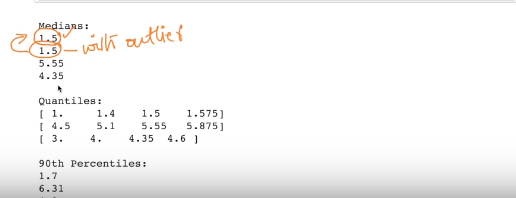 Medians:
1.5
1.5 - with outlier
5.55
4.35
Quantiles:
[ 1. 1.4 1.5 1.575]
[ 4.5 5.1 5.55 5.875]
[ 3. 4. 4.35 4.6 ]
90th Percentiles:
1.7
6.31